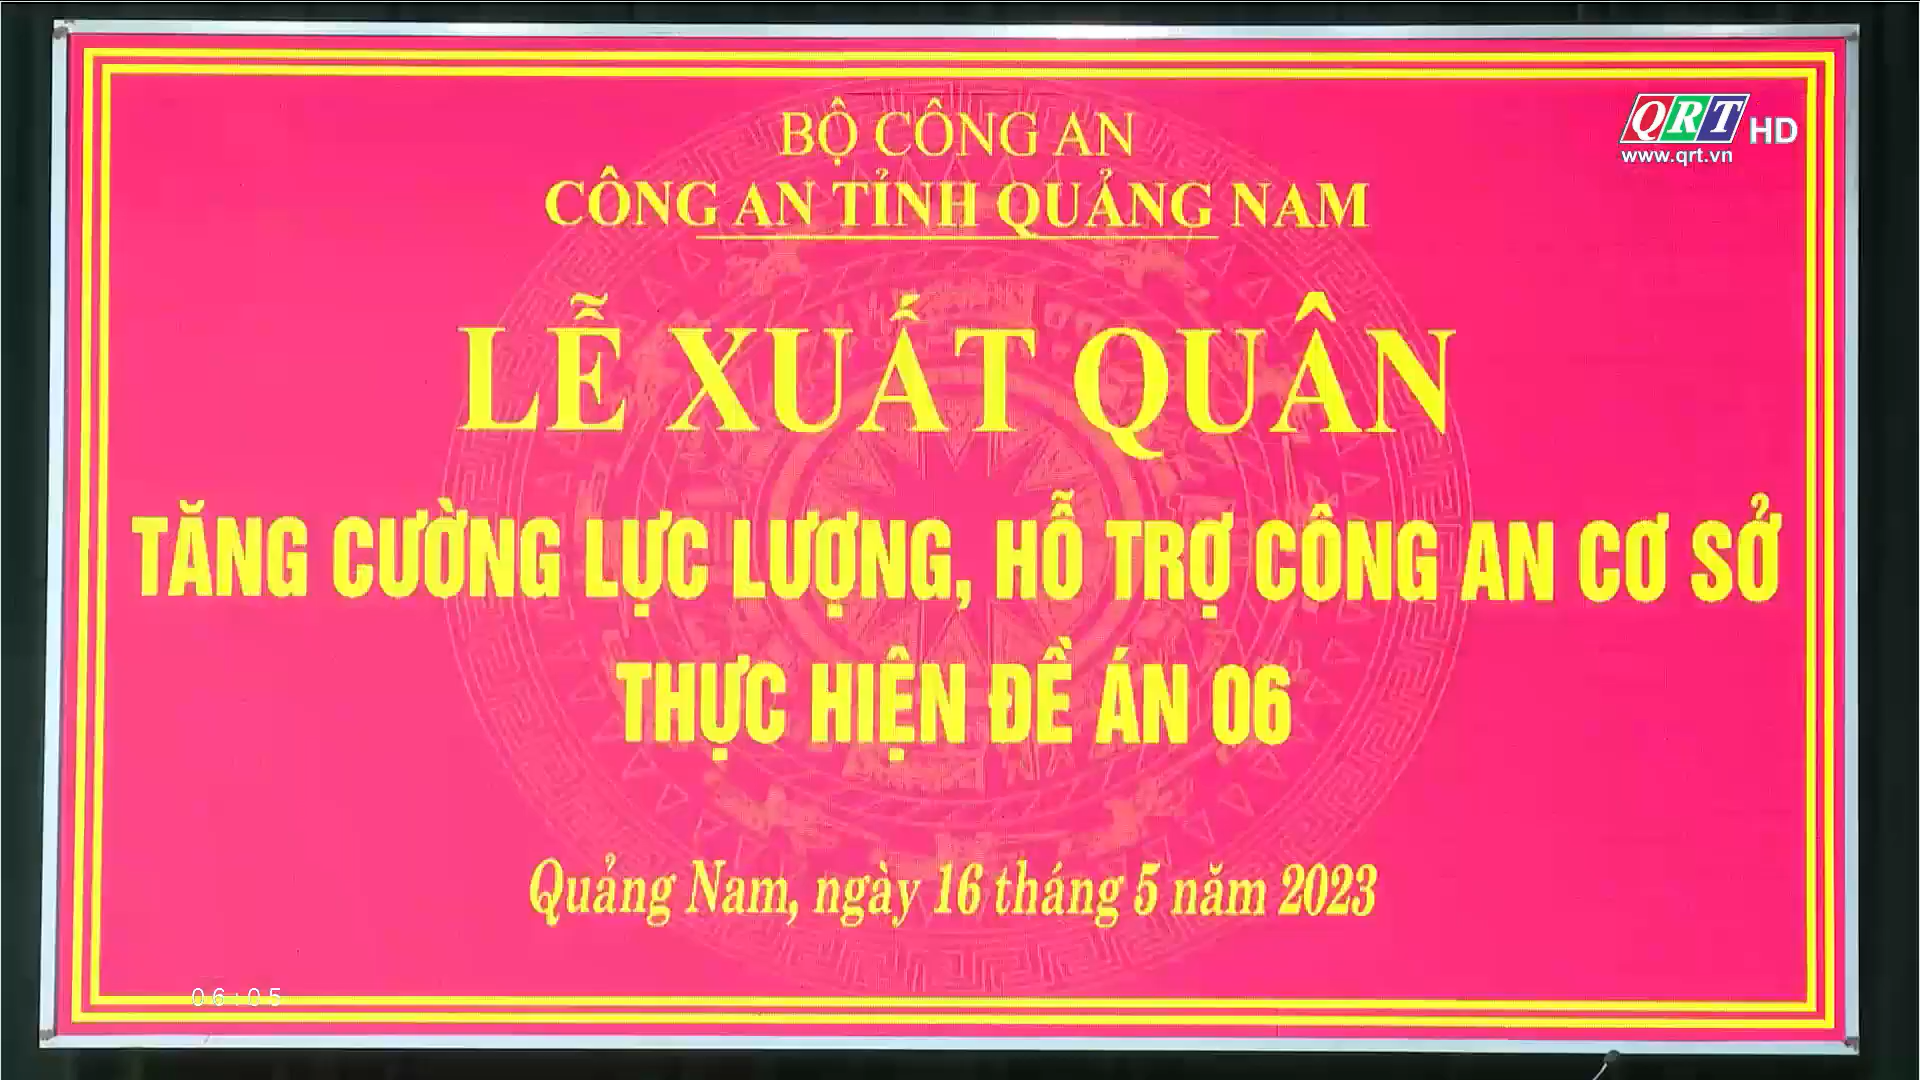 BỘ CÔNG AN
CÔNG AN TỈNH QUẢNG NAM
QRT HD
www.qrt.vn
LỄ XUẤT QUÂN
TĂNG CƯỜNG LỰC LƯỢNG, HỖ TRỢ CÔNG AN CƠ SỞ
THỰC HIỆN ĐỀ ÁN 06
Quảng Nam, ngày 16 tháng 5 năm 2023
06:05